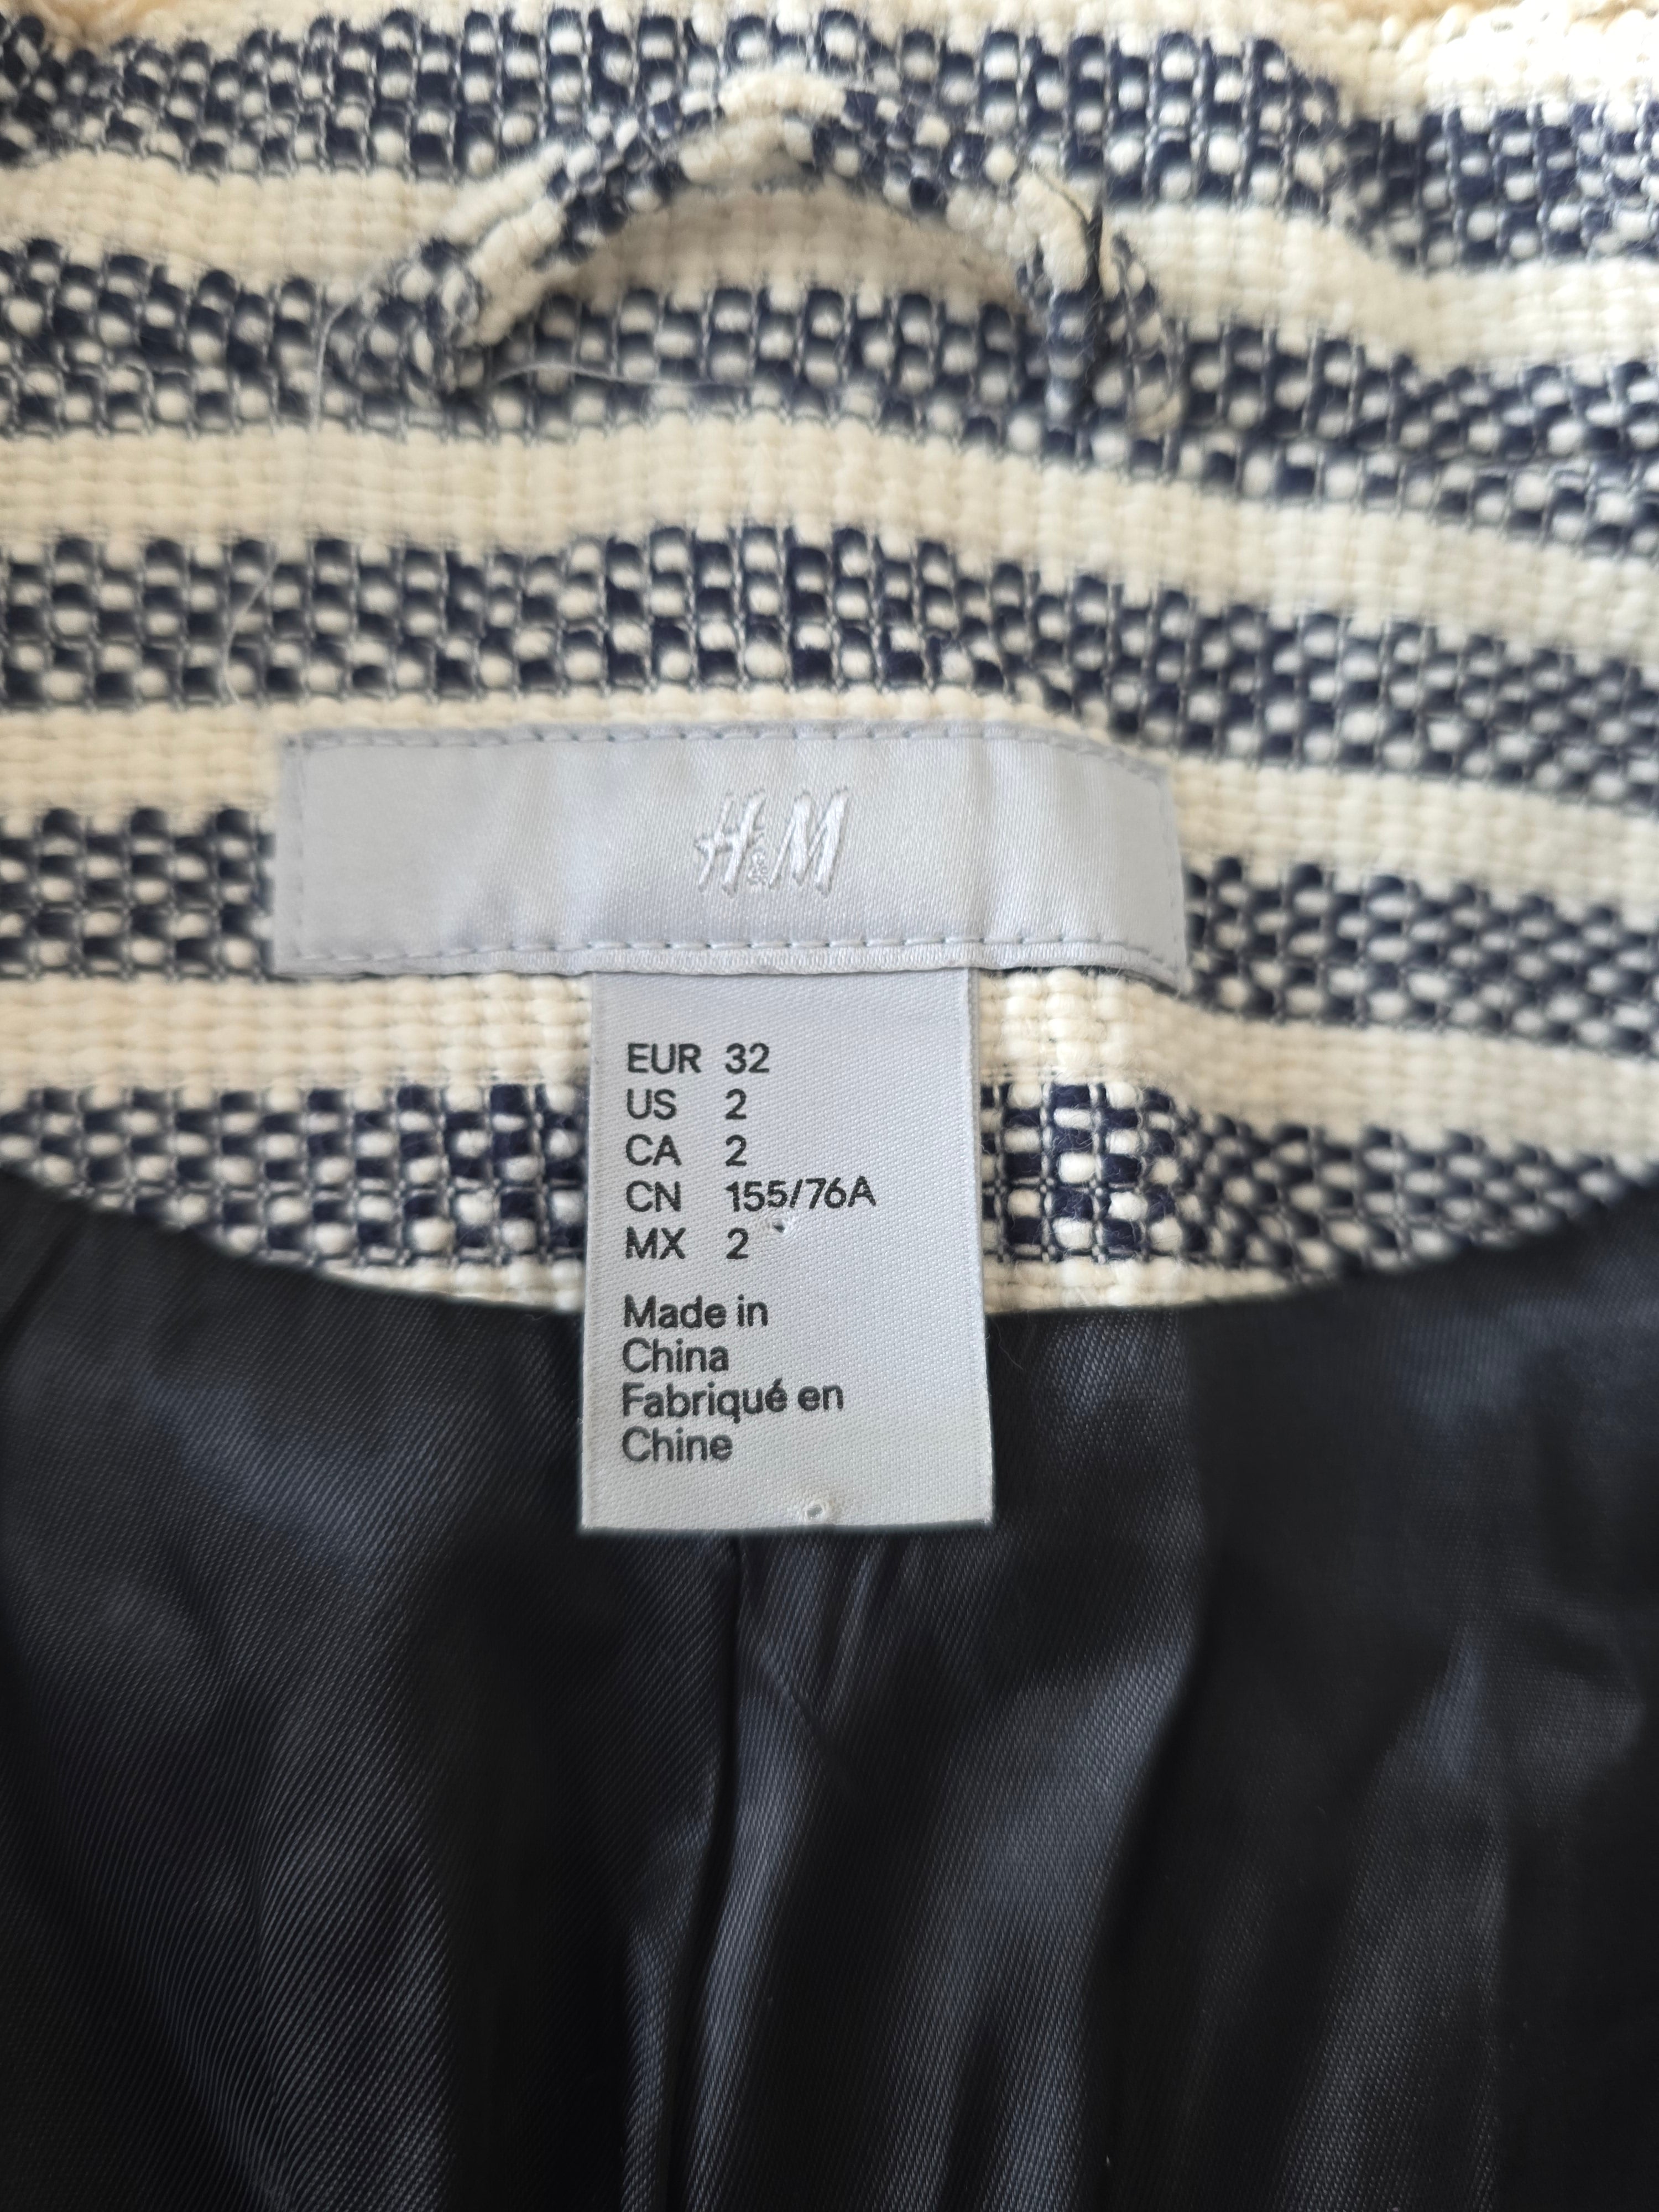 H&M
EUR 32
US 2
CA 2
CN 155/76A
MX 2
Made in
China
Fabriqué en
Chine